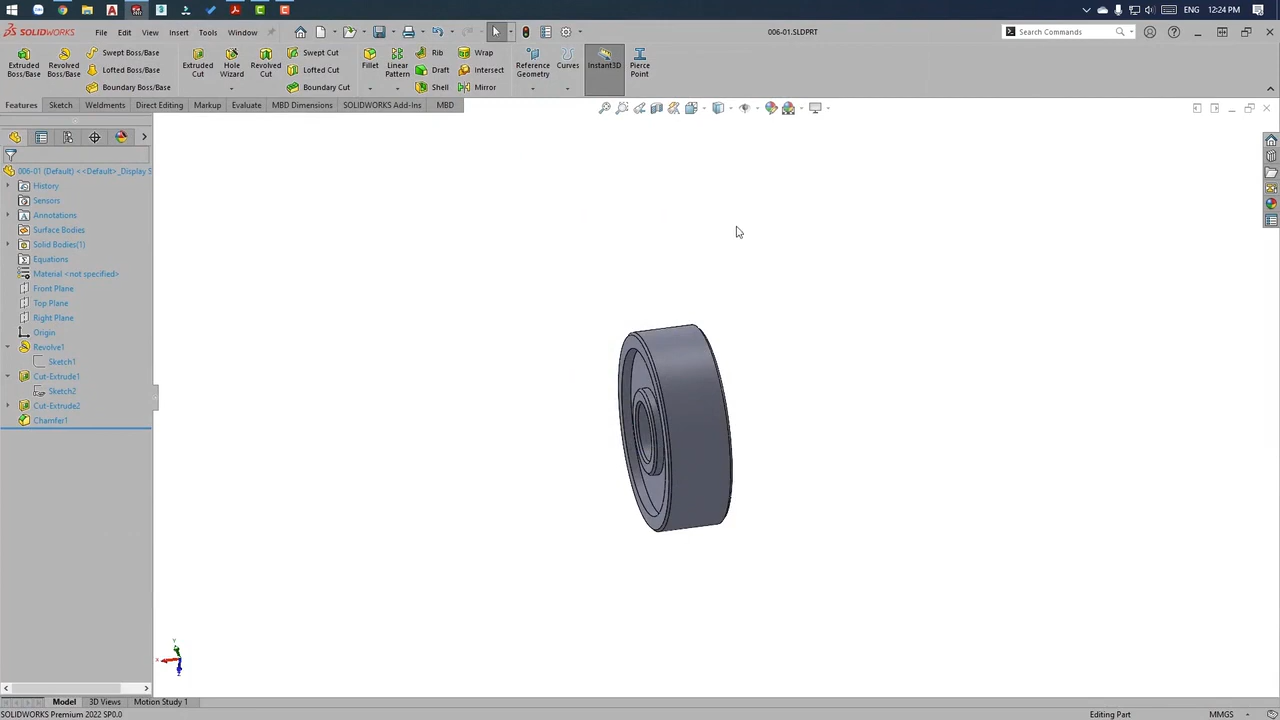 ENG 12:24 PM
SOLIDWORKS File Edit View Insert Tools Window 006-01.SLDPRT Search Commands
Extruded Boss/Base Revolved Boss/Base Swept Boss/Base Lofted Boss/Base Boundary Boss/Base Extruded Cut Hole Wizard Revolved Cut Swept Cut Lofted Cut Boundary Cut Fillet Linear Pattern Rib Draft Shell Wrap Intersect Mirror Reference Geometry Curves Instant3D Pierce Point
Features Sketch Weldments Direct Editing Markup Evaluate MBD Dimensions SOLIDWORKS Add-Ins MBD
006-01 (Default) <<Default>_Display S
History
Sensors
Annotations
Surface Bodies
Solid Bodies(1)
Equations
Material <not specified>
Front Plane
Top Plane
Right Plane
Origin
Revolve1
Sketch1
Cut-Extrude1
Sketch2
Cut-Extrude2
Chamfer1
Y
X
Z
Model 3D Views Motion Study 1
SOLIDWORKS Premium 2022 SP0.0 Editing Part MMGS